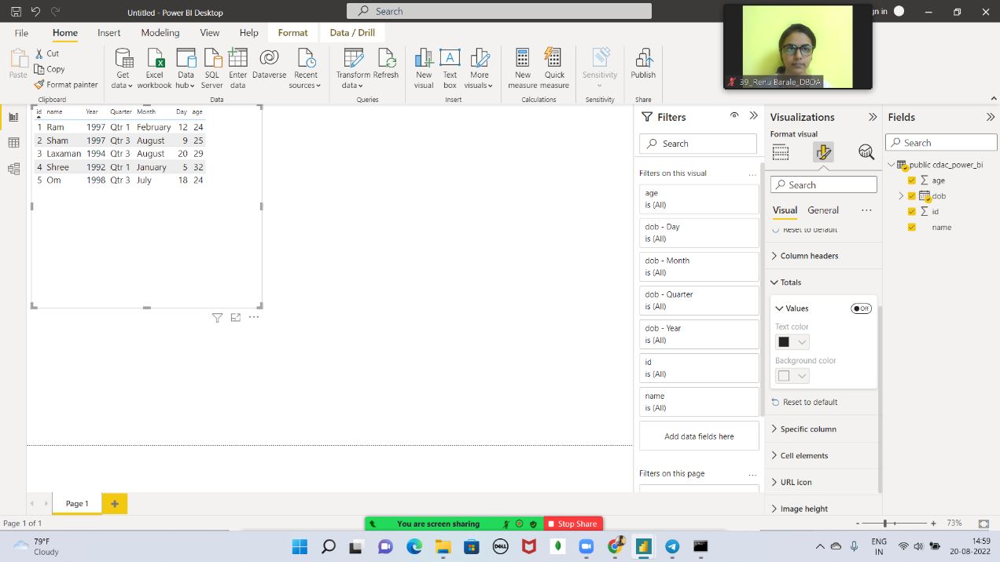 Untitled - Power BI Desktop
Search
39_Renu Barale_DBDA
File Home Insert Modeling View Help Format Data / Drill
Paste
Cut
Copy
Format painter
Clipboard
Get data
Excel workbook
Data hub
SQL Server
Enter data
Dataverse
Recent sources
Data
Transform data
Refresh
Queries
New visual
Text box
More visuals
Insert
New measure
Quick measure
Calculations
Sensitivity
Sensitivity
Publish
Share
id name Year Quarter Month Day age
1 Ram 1997 Qtr 1 February 12 24
2 Sham 1997 Qtr 3 August 9 25
3 Laxaman 1994 Qtr 3 August 20 29
4 Shree 1992 Qtr 1 January 5 32
5 Om 1998 Qtr 3 July 18 24
Filters
Search
Filters on this visual
age
is (All)
dob - Day
is (All)
dob - Month
is (All)
dob - Quarter
is (All)
dob - Year
is (All)
id
is (All)
name
is (All)
Add data fields here
Filters on this page
Visualizations
Format visual
Search
Visual General
Reset to default
Column headers
Totals
Values Off
Text color
Background color
Reset to default
Specific column
Cell elements
URL icon
Image height
Fields
Search
public cdac_power_bi
age
dob
id
name
Page 1
Page 1 of 1
You are screen sharing
Stop Share
- + 73%
79°F
Cloudy
DELL
ENG
IN
14:59
20-08-2022